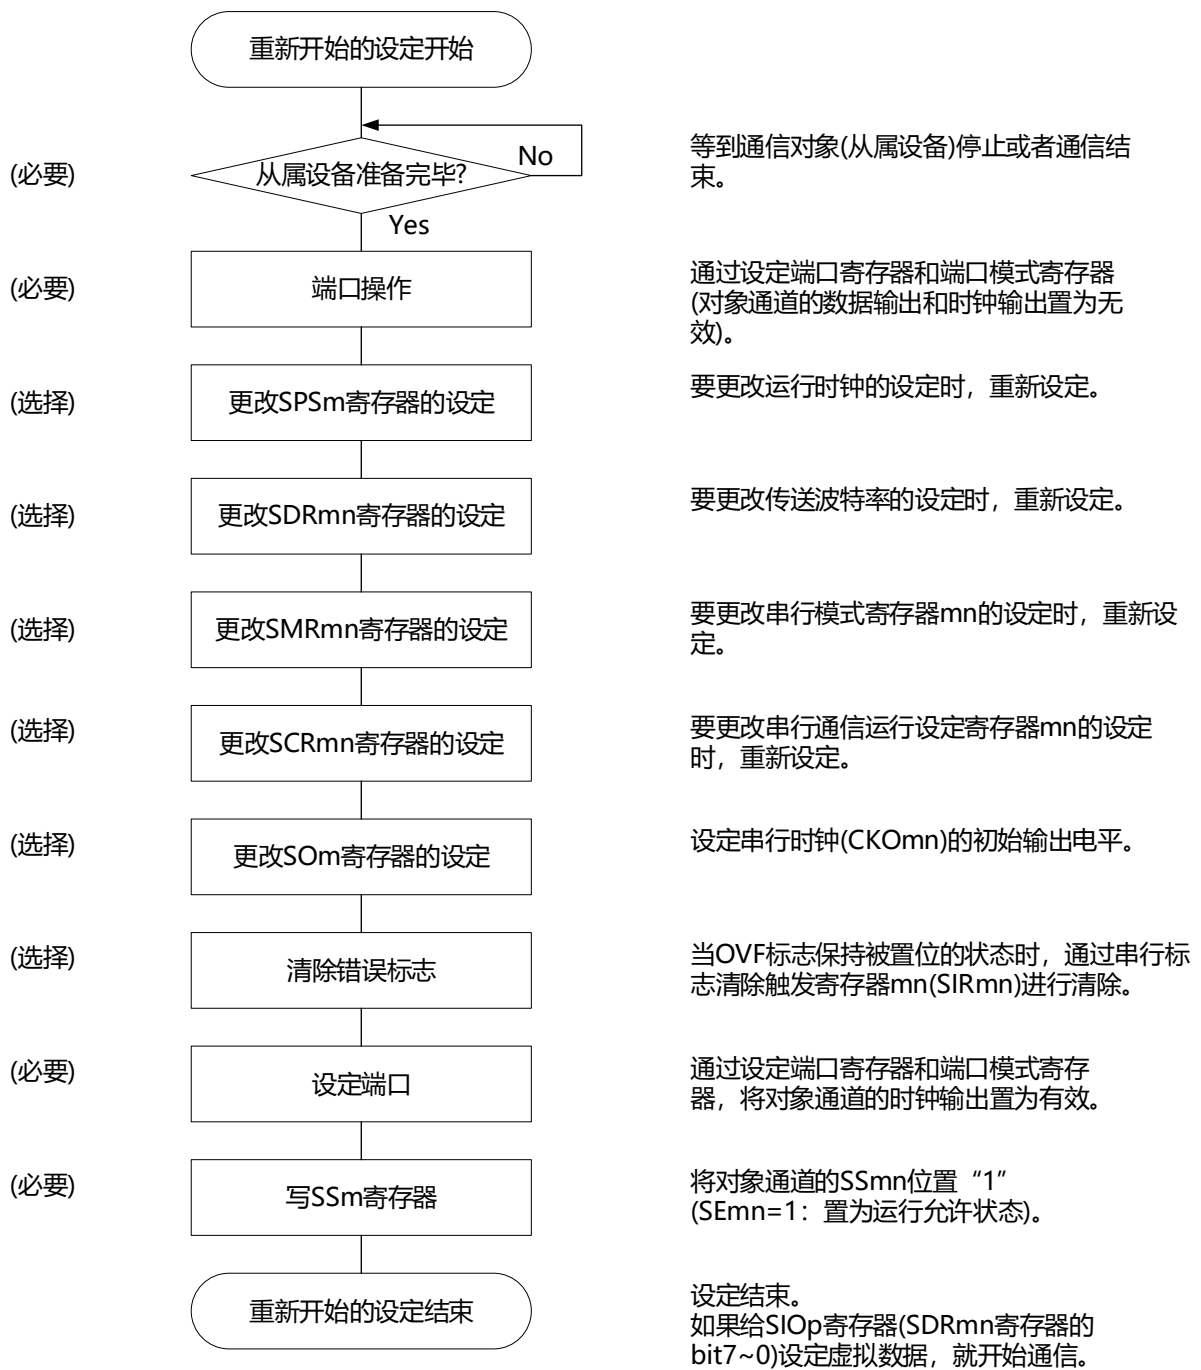 重新开始的设定开始
(必要)
从属设备准备完毕?
No
等到通信对象(从属设备)停止或者通信结
束。
Yes
(必要)
端口操作
通过设定端口寄存器和端口模式寄存器
(对象通道的数据输出和时钟输出置为无
效)。
(选择)
更改SPSm寄存器的设定
要更改运行时钟的设定时，重新设定。
(选择)
更改SDRmn寄存器的设定
要更改传送波特率的设定时，重新设定。
(选择)
更改SMRmn寄存器的设定
要更改串行模式寄存器mn的设定时，重新设
定。
(选择)
更改SCRmn寄存器的设定
要更改串行通信运行设定寄存器mn的设定
时，重新设定。
(选择)
更改SOm寄存器的设定
设定串行时钟(CKOmn)的初始输出电平。
(选择)
清除错误标志
当OVF标志保持被置位的状态时，通过串行标
志清除触发寄存器mn(SIRmn)进行清除。
(必要)
设定端口
通过设定端口寄存器和端口模式寄存
器，将对象通道的时钟输出置为有效。
(必要)
写SSm寄存器
将对象通道的SSmn位置“1”
(SEmn=1：置为运行允许状态)。
重新开始的设定结束
设定结束。
如果给SIOp寄存器(SDRmn寄存器的
bit7~0)设定虚拟数据，就开始通信。